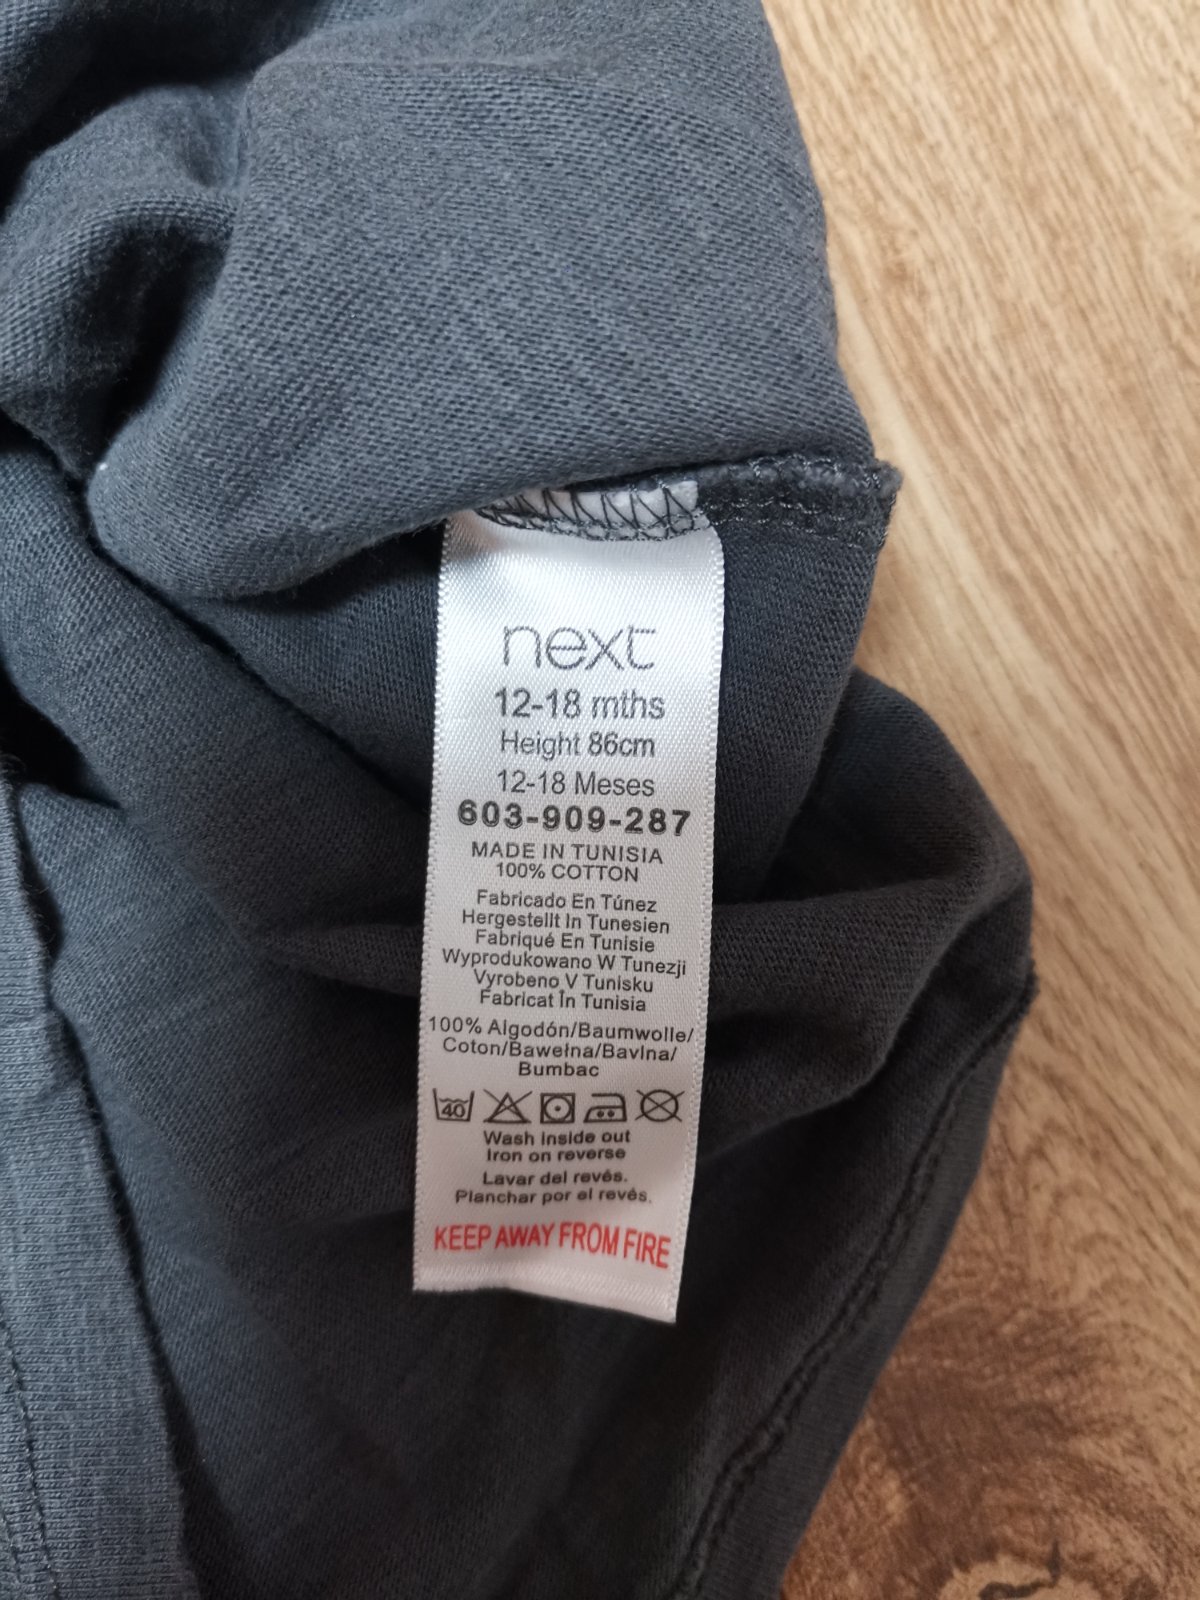 next
12-18 mths
Height 86cm
12-18 Meses
603-909-287
MADE IN TUNISIA
100% COTTON
Fabricado En Túnez
Hergestellt In Tunesien
Fabriqué En Tunisie
Wyprodukowano W Tunezji
Vyrobeno V Tunisku
Fabricat În Tunisia
100% Algodón/Baumwolle/
Coton/Bawełna/Bavlna/
Bumbac
40
Wash inside out
Iron on reverse
Lavar del revés.
Planchar por el revés.
KEEP AWAY FROM FIRE